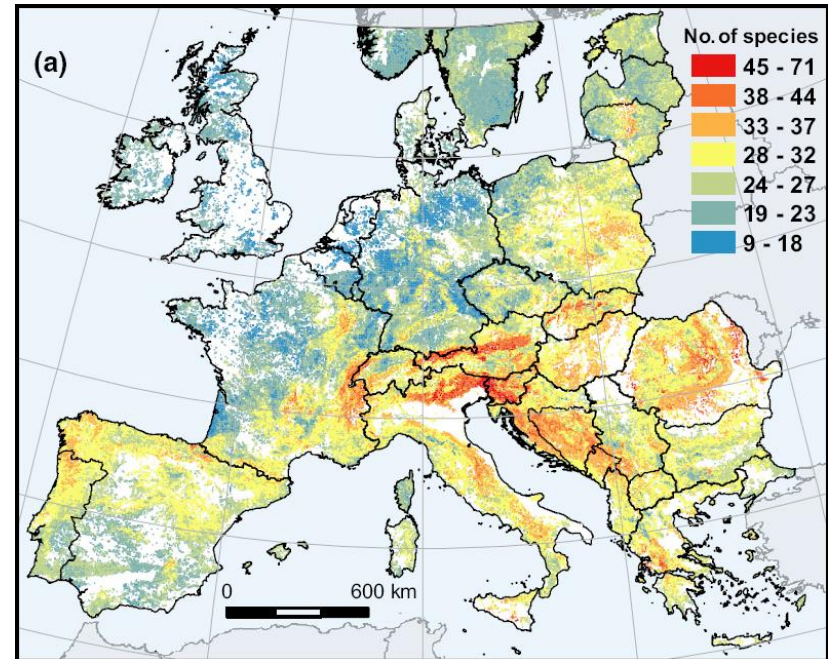 (a)
No. of species
45 - 71
38 - 44
33 - 37
28 - 32
24 - 27
19 - 23
9 - 18
0 600 km